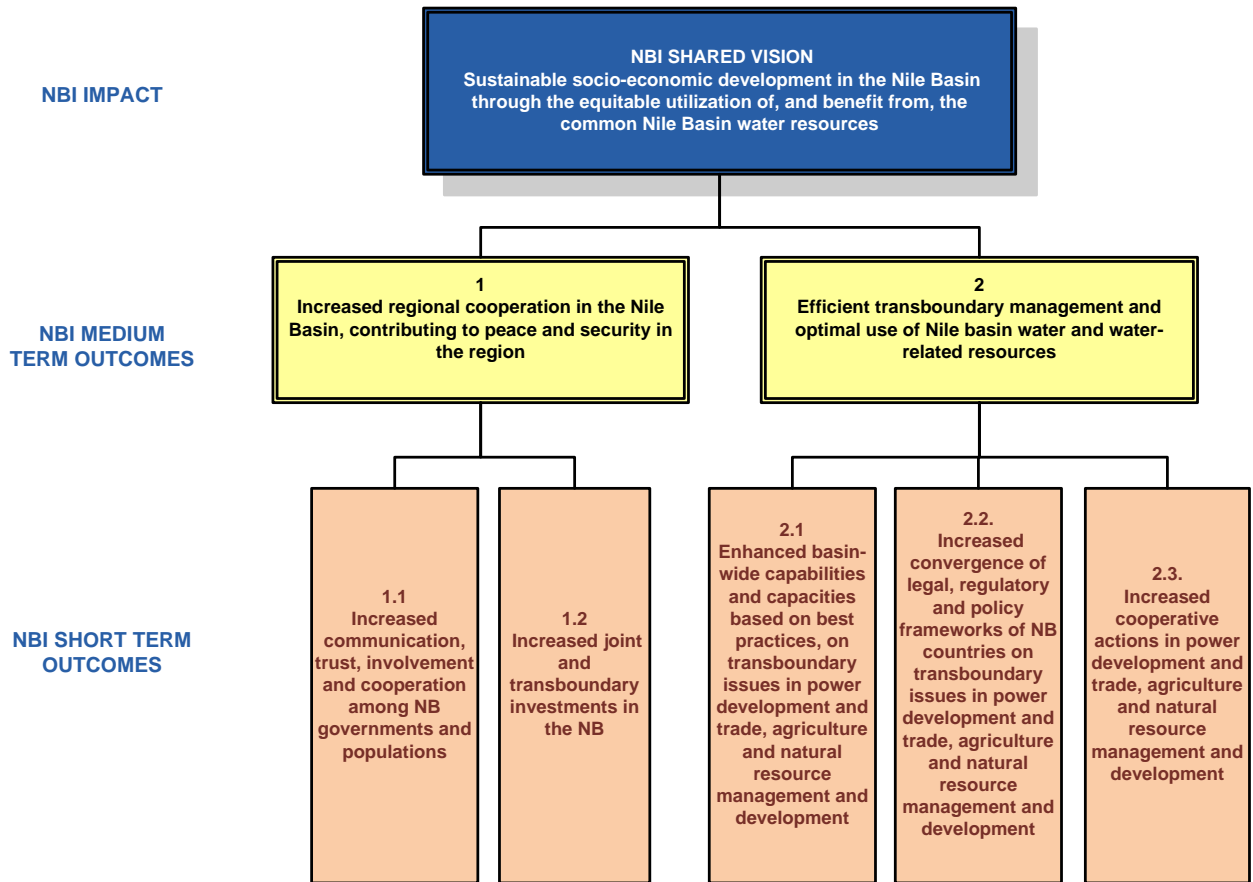 NBI IMPACT
NBI SHARED VISION
Sustainable socio-economic development in the Nile Basin
through the equitable utilization of, and benefit from, the
common Nile Basin water resources
NBI MEDIUM
TERM OUTCOMES
1
Increased regional cooperation in the Nile
Basin, contributing to peace and security in
the region
2
Efficient transboundary management and
optimal use of Nile basin water and water-
related resources
NBI SHORT TERM
OUTCOMES
1.1
Increased
communication,
trust, involvement
and cooperation
among NB
governments and
populations
1.2
Increased joint
and
transboundary
investments in
the NB
2.1
Enhanced basin-
wide capabilities
and capacities
based on best
practices, on
transboundary
issues in power
development and
trade, agriculture
and natural
resource
management and
development
2.2.
Increased
convergence of
legal, regulatory
and policy
frameworks of NB
countries on
transboundary
issues in power
development and
trade, agriculture
and natural
resource
management and
development
2.3.
Increased
cooperative
actions in power
development and
trade, agriculture
and natural
resource
management and
development